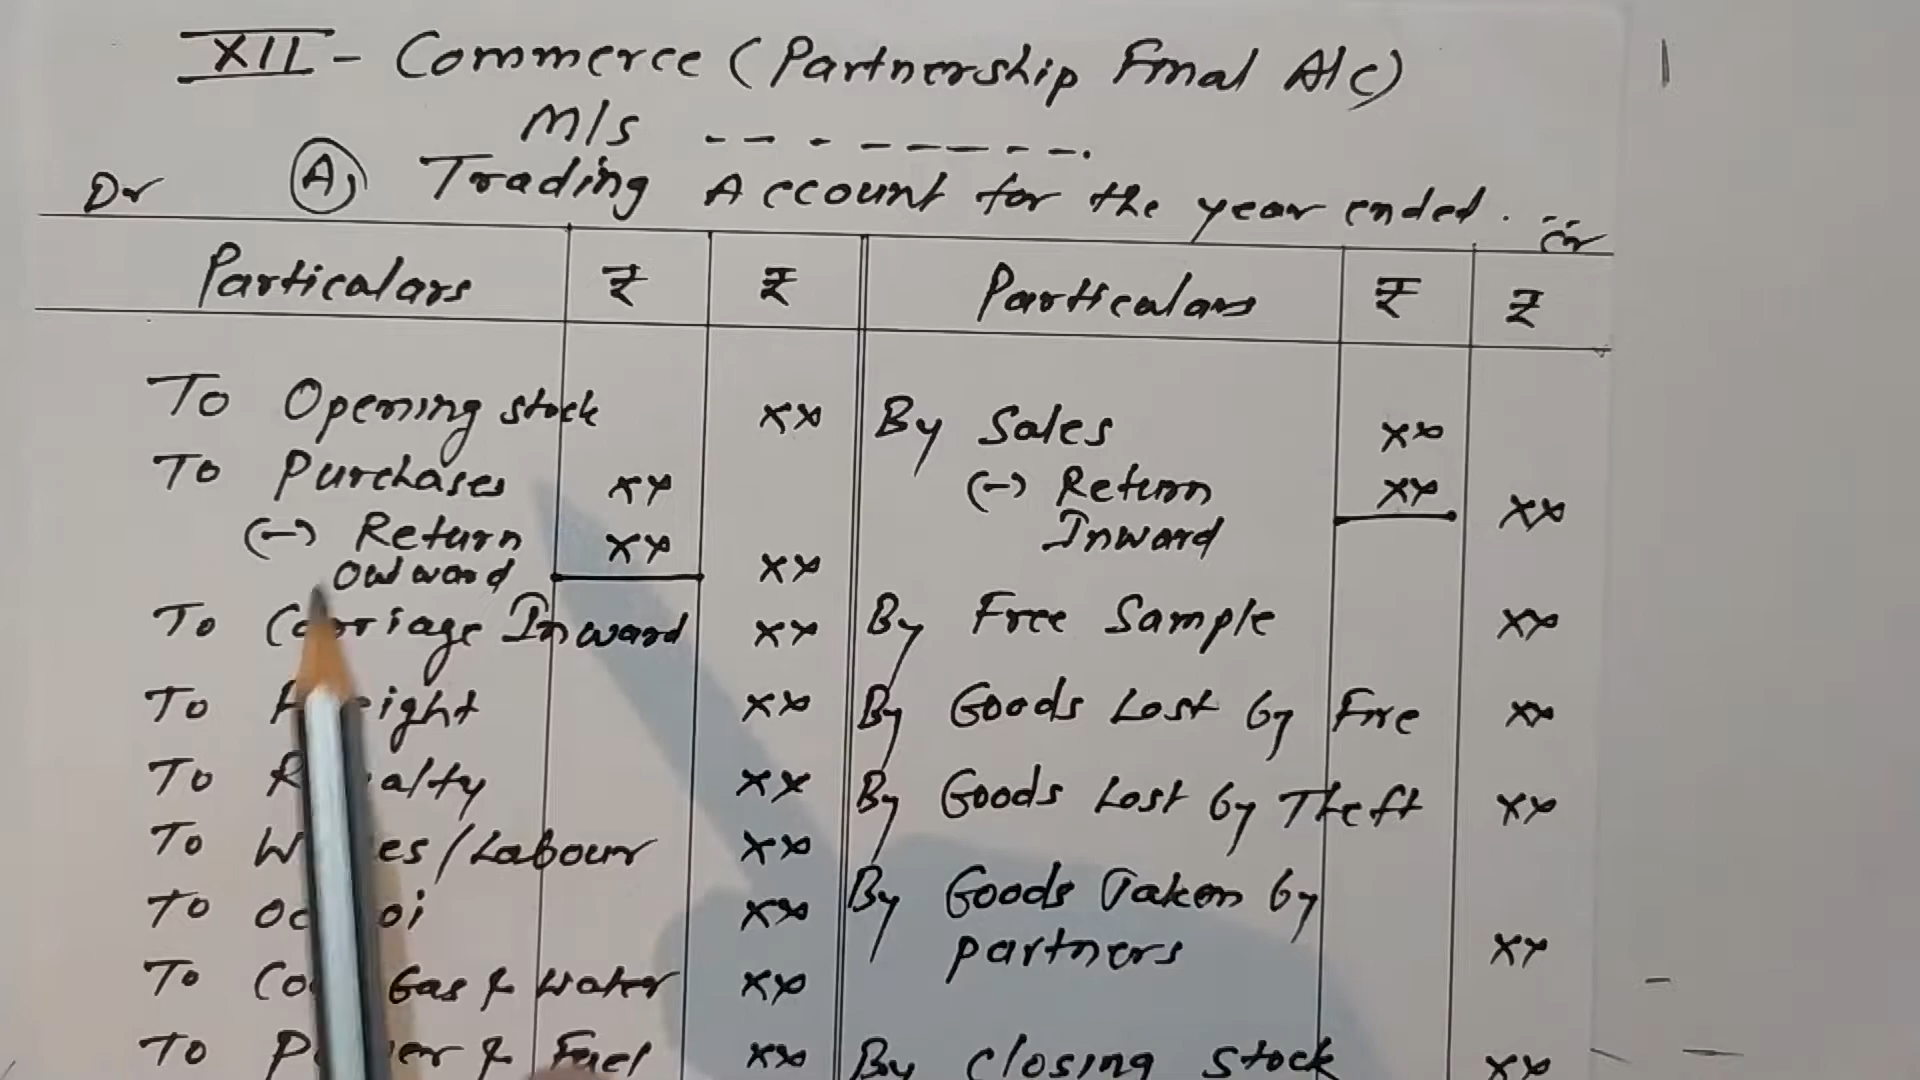 XII - Commerce (Partnership Final A/c)
M/s - - - - - - - - -.
Dr (A) Trading Account for the year ended. -- Cr
Particulars ₹ ₹ Particulars ₹ ₹
To Opening stock xx By Sales xx
To Purchases xx (-) Return xx xx
(-) Return xx Inward
Outward xx
To Carriage Inward xx By Free Sample xx
To xx By Goods Lost by Fire xx
To xx By Goods Lost by Theft xx
To /Labour xx By Goods Taken by
To xx partners xx
To Gas & Water xx
To & Fuel xx By Closing Stock xx